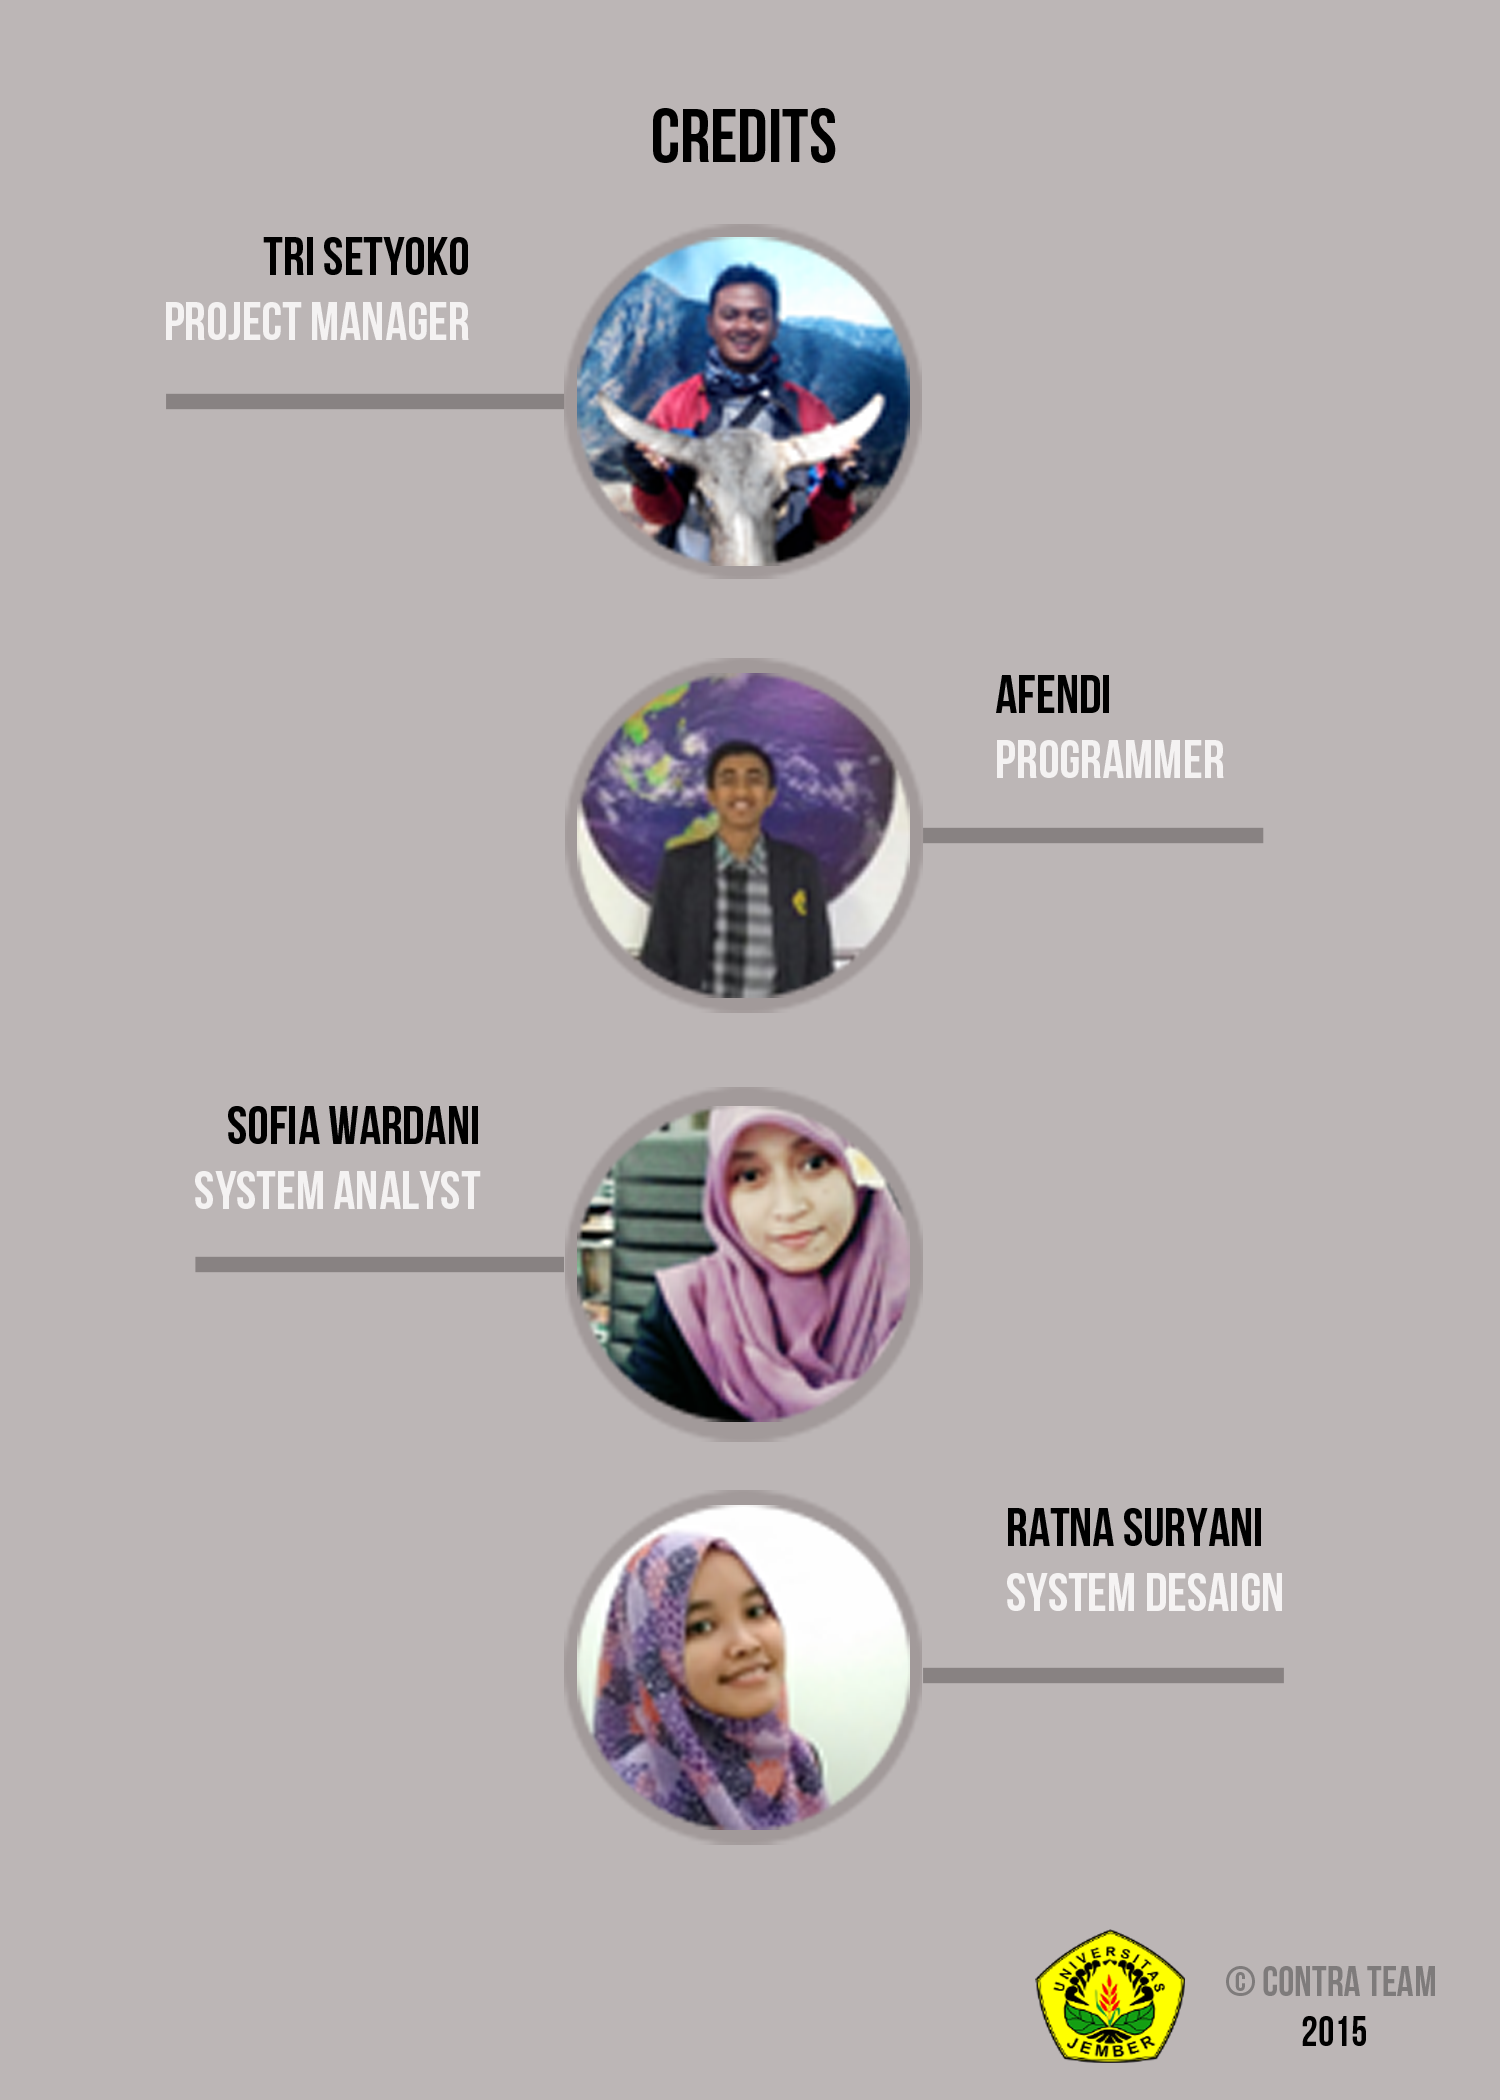 CREDITS
TRI SETYOKO
PROJECT MANAGER
AFENDI
PROGRAMMER
SOFIA WARDANI
SYSTEM ANALYST
RATNA SURYANI
SYSTEM DESAIGN
UNIVERSITAS
JEMBER
© CONTRA TEAM
2015